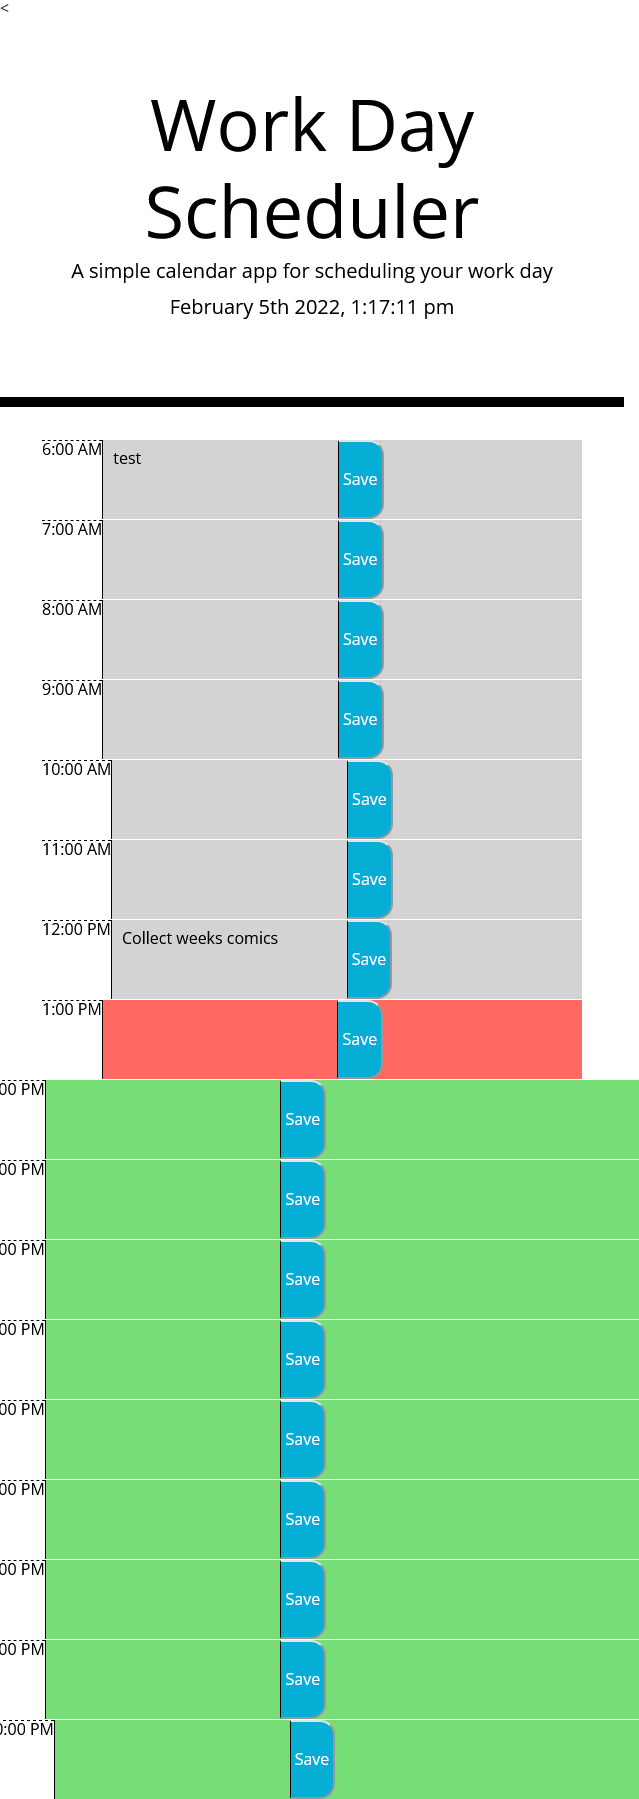 <
Work Day
Scheduler
A simple calendar app for scheduling your work day
February 5th 2022, 1:17:11 pm
6:00 AM test Save
7:00 AM Save
8:00 AM Save
9:00 AM Save
10:00 AM Save
11:00 AM Save
12:00 PM Collect weeks comics Save
1:00 PM Save
00 PM Save
00 PM Save
00 PM Save
00 PM Save
00 PM Save
00 PM Save
00 PM Save
00 PM Save
0:00 PM Save